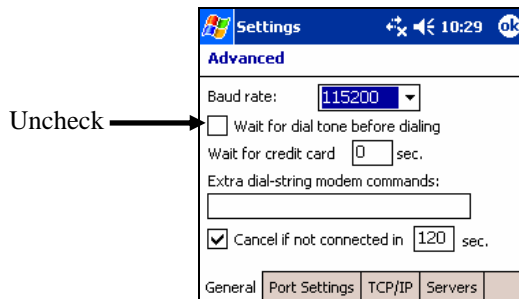 Settings 10:29 ok
Advanced
Baud rate: 115200
Uncheck
Wait for dial tone before dialing
Wait for credit card 0 sec.
Extra dial-string modem commands:
Cancel if not connected in 120 sec.
General Port Settings TCP/IP Servers